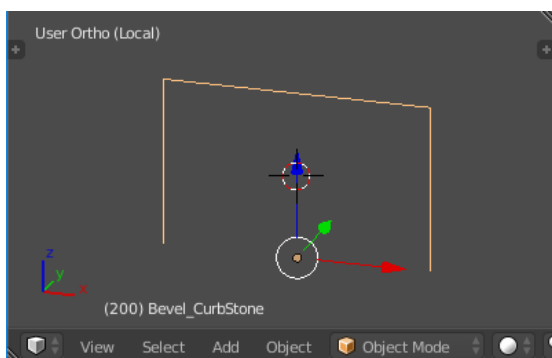 User Ortho (Local)
z
y
x
(200) Bevel_CurbStone
View Select Add Object Object Mode